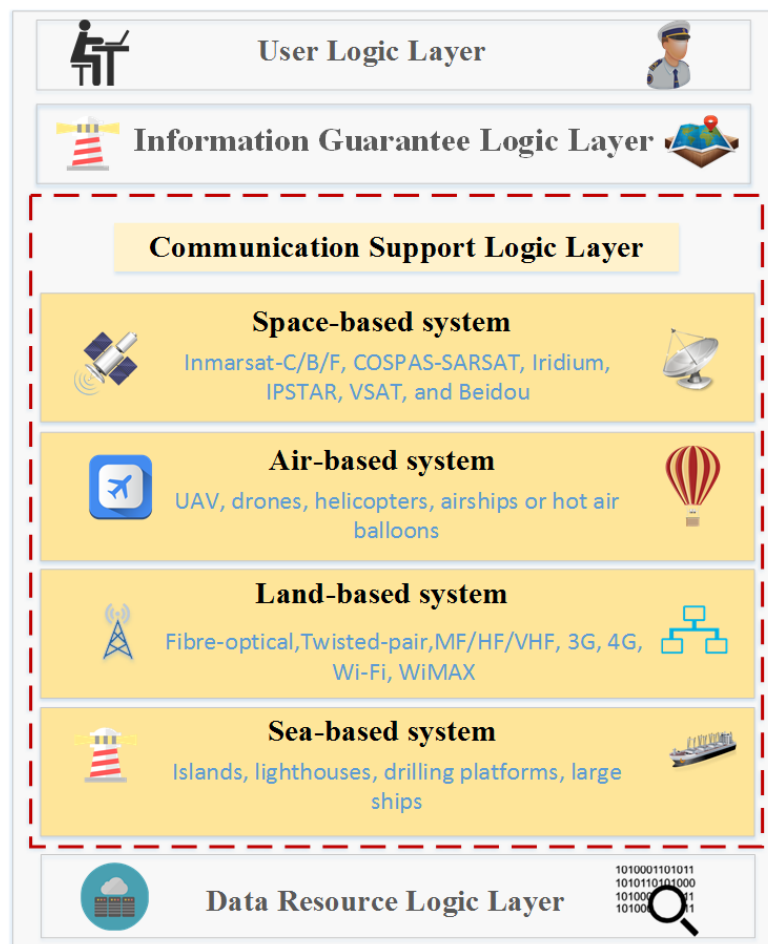 User Logic Layer
Information Guarantee Logic Layer
Communication Support Logic Layer
Space-based system
Inmarsat-C/B/F, COSPAS-SARSAT, Iridium,
IPSTAR, VSAT, and Beidou
Air-based system
UAV, drones, helicopters, airships or hot air
balloons
Land-based system
Fibre-optical,Twisted-pair,MF/HF/VHF, 3G, 4G,
Wi-Fi, WiMAX
Sea-based system
Islands, lighthouses, drilling platforms, large
ships
Data Resource Logic Layer
1010001101011
1010110101000